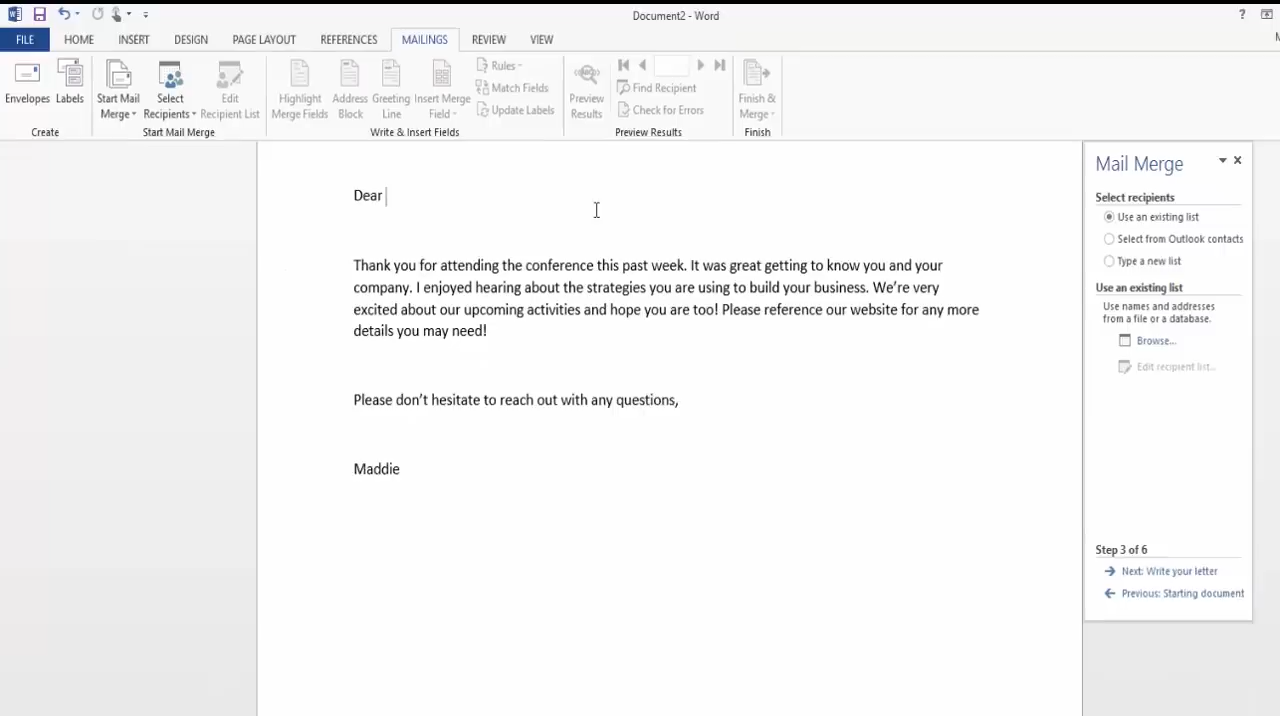 Document2 - Word
?
FILE HOME INSERT DESIGN PAGE LAYOUT REFERENCES MAILINGS REVIEW VIEW
Envelopes
Labels
Create
Start Mail
Merge
Select
Recipients
Edit
Recipient List
Start Mail Merge
Highlight
Merge Fields
Address
Block
Greeting
Line
Insert Merge
Field
Rules
Match Fields
Update Labels
Write & Insert Fields
Preview
Results
Find Recipient
Check for Errors
Preview Results
Finish &
Merge
Finish
Dear
Thank you for attending the conference this past week. It was great getting to know you and your
company. I enjoyed hearing about the strategies you are using to build your business. We’re very
excited about our upcoming activities and hope you are too! Please reference our website for any more
details you may need!
Please don’t hesitate to reach out with any questions,
Maddie
Mail Merge
Select recipients
Use an existing list
Select from Outlook contacts
Type a new list
Use an existing list
Use names and addresses
from a file or a database.
Browse...
Edit recipient list...
Step 3 of 6
Next: Write your letter
Previous: Starting document